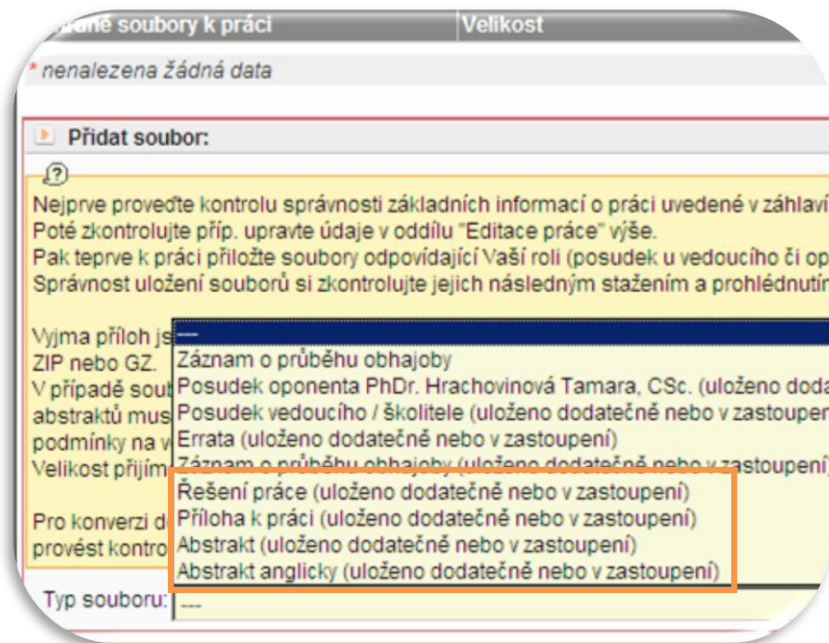 soubory k práci Velikost
* nenalezena žádná data
Přidat soubor:
?
Nejprve proveďte kontrolu správnosti základních informací o práci uvedené v záhlaví
Poté zkontrolujte příp. upravte údaje v oddílu "Editace práce" výše.
Pak teprve k práci přiložte soubory odpovídající Vaší roli (posudek u vedoucího či op
Správnost uložení souborů si zkontrolujte jejich následným stažením a prohlédnutím
Vyjma příloh js
---
ZIP nebo GZ.
Záznam o průběhu obhajoby
V případě soub
Posudek oponenta PhDr. Hrachovinová Tamara, CSc. (uloženo doda
abstraktů mus
Posudek vedoucího / školitele (uloženo dodatečně nebo v zastoupen
podmínky na v
Errata (uloženo dodatečně nebo v zastoupení)
Velikost přijím
Záznam o průběhu obhajoby (uloženo dodatečně nebo v zastoupení)
Řešení práce (uloženo dodatečně nebo v zastoupení)
Pro konverzi d
Příloha k práci (uloženo dodatečně nebo v zastoupení)
provést kontro
Abstrakt (uloženo dodatečně nebo v zastoupení)
Abstrakt anglicky (uloženo dodatečně nebo v zastoupení)
Typ souboru: ---